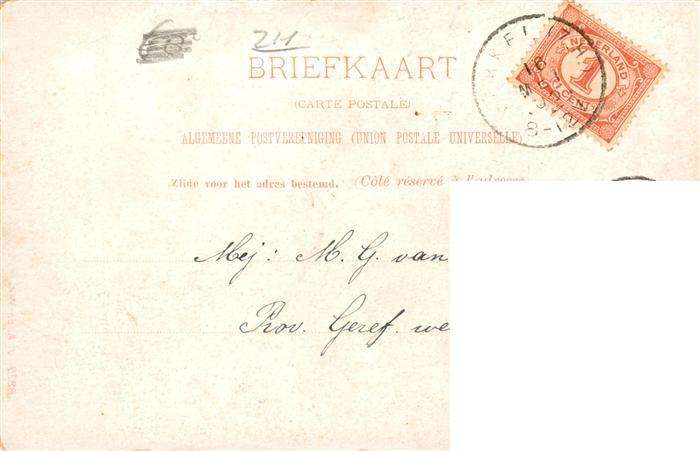 211
BRIEFKAART
(CARTE POSTALE)
ALGEMEENE POSTVEREENIGING (UNION POSTALE UNIVERSELLE)
Zijde voor het adres bestemd. (Côté réservé à l'adresse
NEDERLAND
1
CENT
Mej: M. G. van
Prov. Geref. we